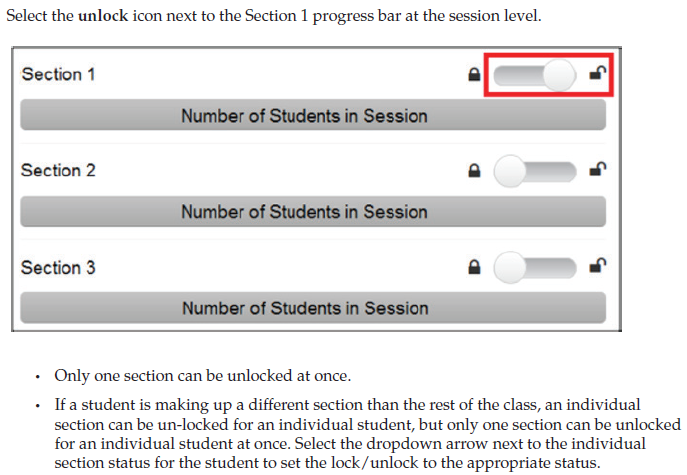 Select the unlock icon next to the Section 1 progress bar at the session level.
Section 1
Number of Students in Session
Section 2
Number of Students in Session
Section 3
Number of Students in Session
• Only one section can be unlocked at once.
• If a student is making up a different section than the rest of the class, an individual
section can be un-locked for an individual student, but only one section can be unlocked
for an individual student at once. Select the dropdown arrow next to the individual
section status for the student to set the lock/unlock to the appropriate status.